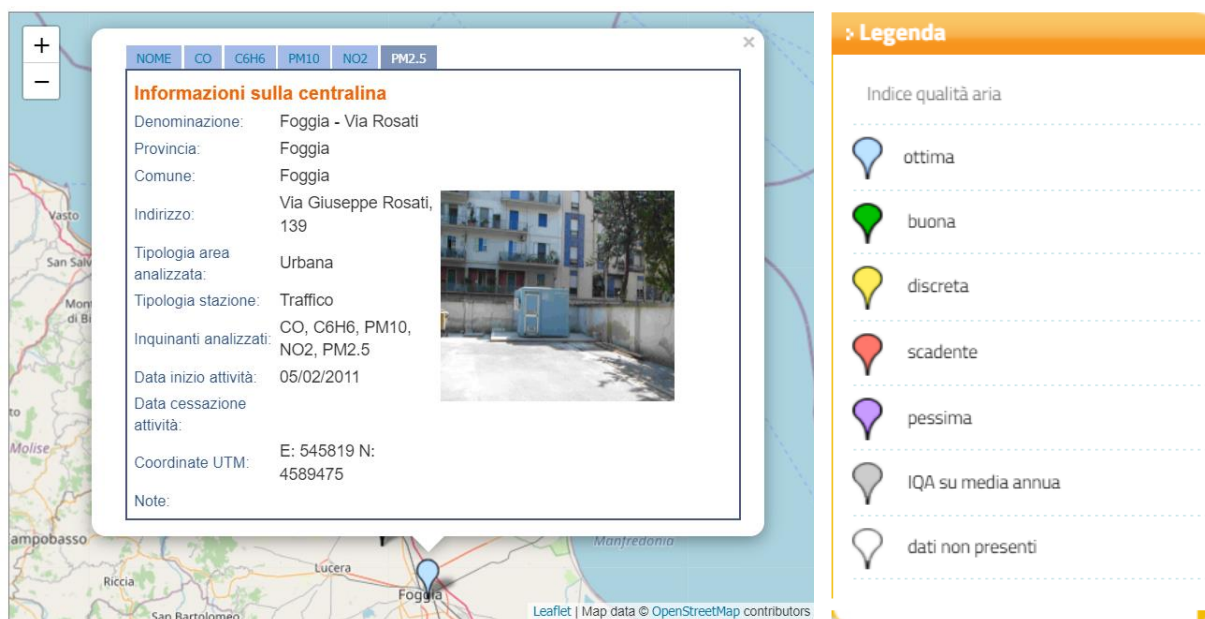 +
−
×
NOME CO C6H6 PM10 NO2 PM2.5
Informazioni sulla centralina
Denominazione: Foggia - Via Rosati
Provincia: Foggia
Comune: Foggia
Indirizzo: Via Giuseppe Rosati,
139
Tipologia area
analizzata: Urbana
Tipologia stazione: Traffico
Inquinanti analizzati: CO, C6H6, PM10,
NO2, PM2.5
Data inizio attività: 05/02/2011
Data cessazione
attività:
Coordinate UTM: E: 545819 N:
4589475
Note:
Vasto
San Salv
Mont
di Bi
to
Molise
ampobasso
Riccia
Lucera
Manfredonia
Foggia
San Bartolomeo
Leaflet | Map data © OpenStreetMap contributors
Legenda
Indice qualità aria
ottima
buona
discreta
scadente
pessima
IQA su media annua
dati non presenti